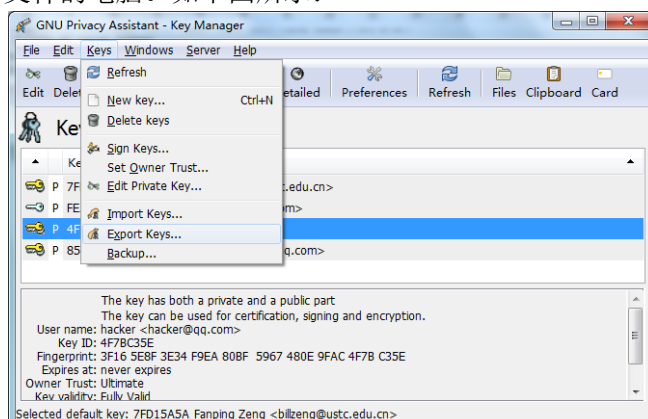 GNU Privacy Assistant - Key Manager
File Edit Keys Windows Server Help
Refresh
Edit Delet etailed Preferences Refresh Files Clipboard Card
New key... Ctrl+N
Delete keys
Ke
Sign Keys...
Set Owner Trust...
Ke
Edit Private Key...
P 7F t.edu.cn>
P FE m>
Import Keys...
P 4F
Export Keys...
P 85 q.com>
Backup...
The key has both a private and a public part
The key can be used for certification, signing and encryption.
User name: hacker <hacker@qq.com>
Key ID: 4F7BC35E
Fingerprint: 3F16 5E8F 3E34 F9EA 80BF 5967 480E 9FAC 4F7B C35E
Expires at: never expires
Owner Trust: Ultimate
Key validity: Fully Valid
Selected default key: 7FD15A5A Fanping Zeng <billzeng@ustc.edu.cn>